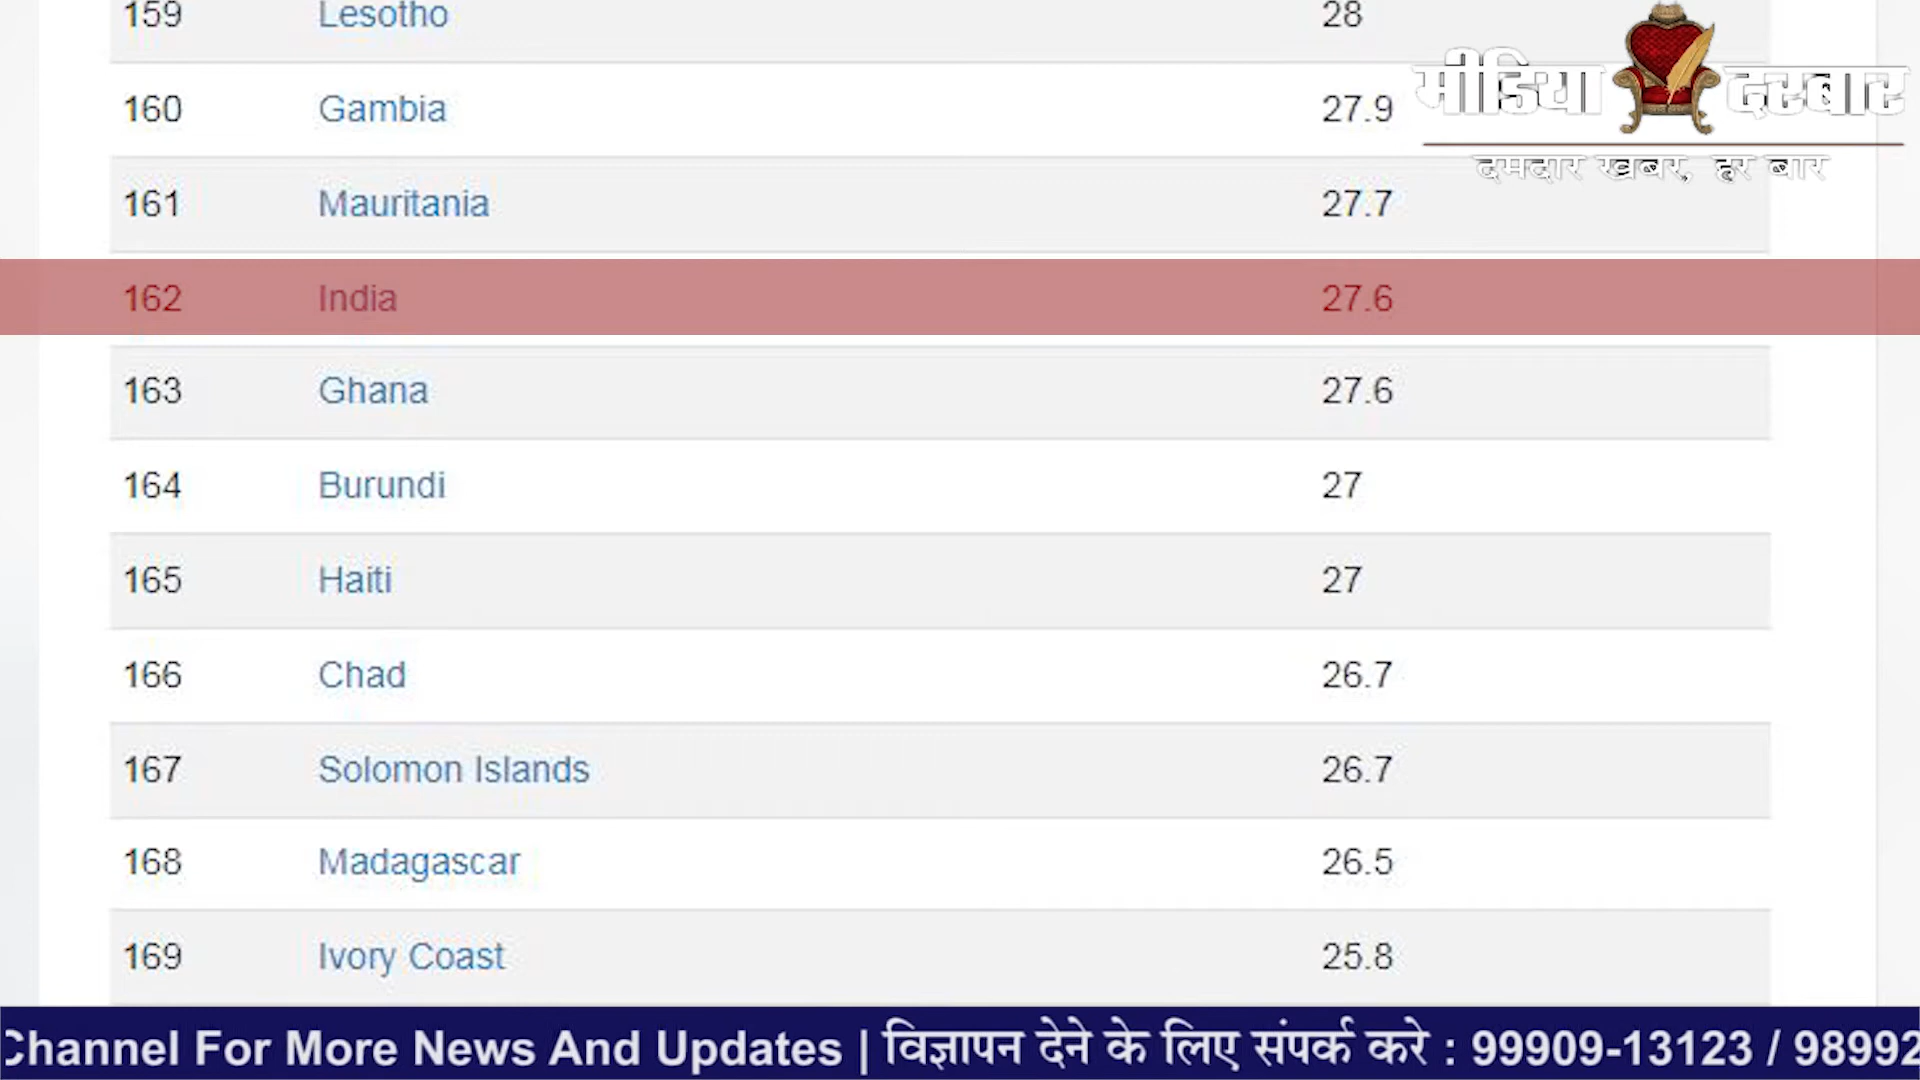 159 Lesotho 28
मीडिया दरबार
दमदार खबर, हर बार
160 Gambia 27.9
161 Mauritania 27.7
162 India 27.6
163 Ghana 27.6
164 Burundi 27
165 Haiti 27
166 Chad 26.7
167 Solomon Islands 26.7
168 Madagascar 26.5
169 Ivory Coast 25.8
Channel For More News And Updates | विज्ञापन देने के लिए संपर्क करे : 99909-13123 / 98992